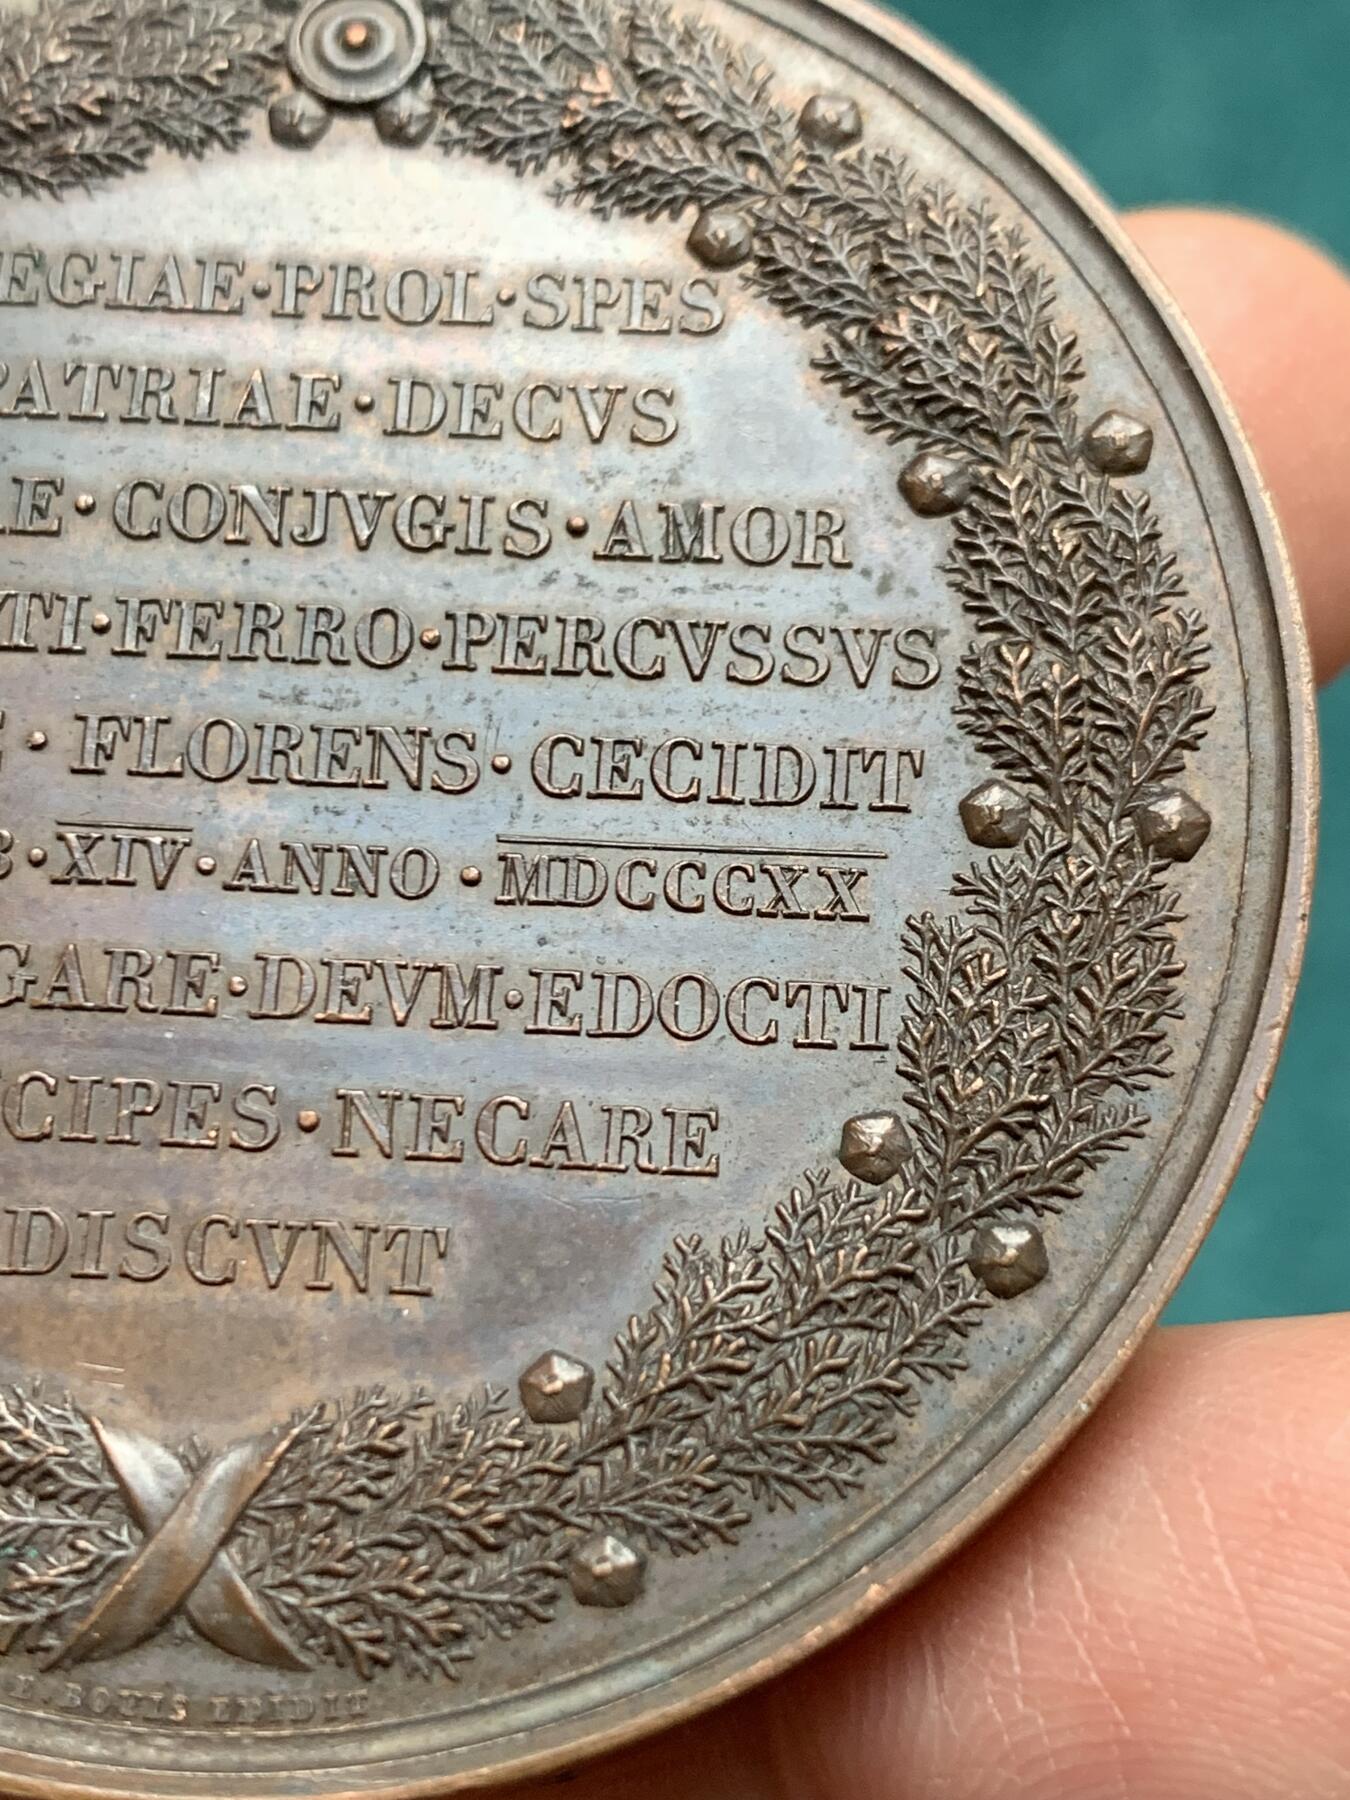 EGIAE·PROL·SPES
PATRIAE·DECVS
AE·CONJVGIS·AMOR
TI·FERRO·PERCVSSVS
E·FLORENS·CECIDIT
B·XIV·ANNO·MDCCCXX
GARE·DEVM·EDOCTI
CIPES·NECARE
DISCVNT